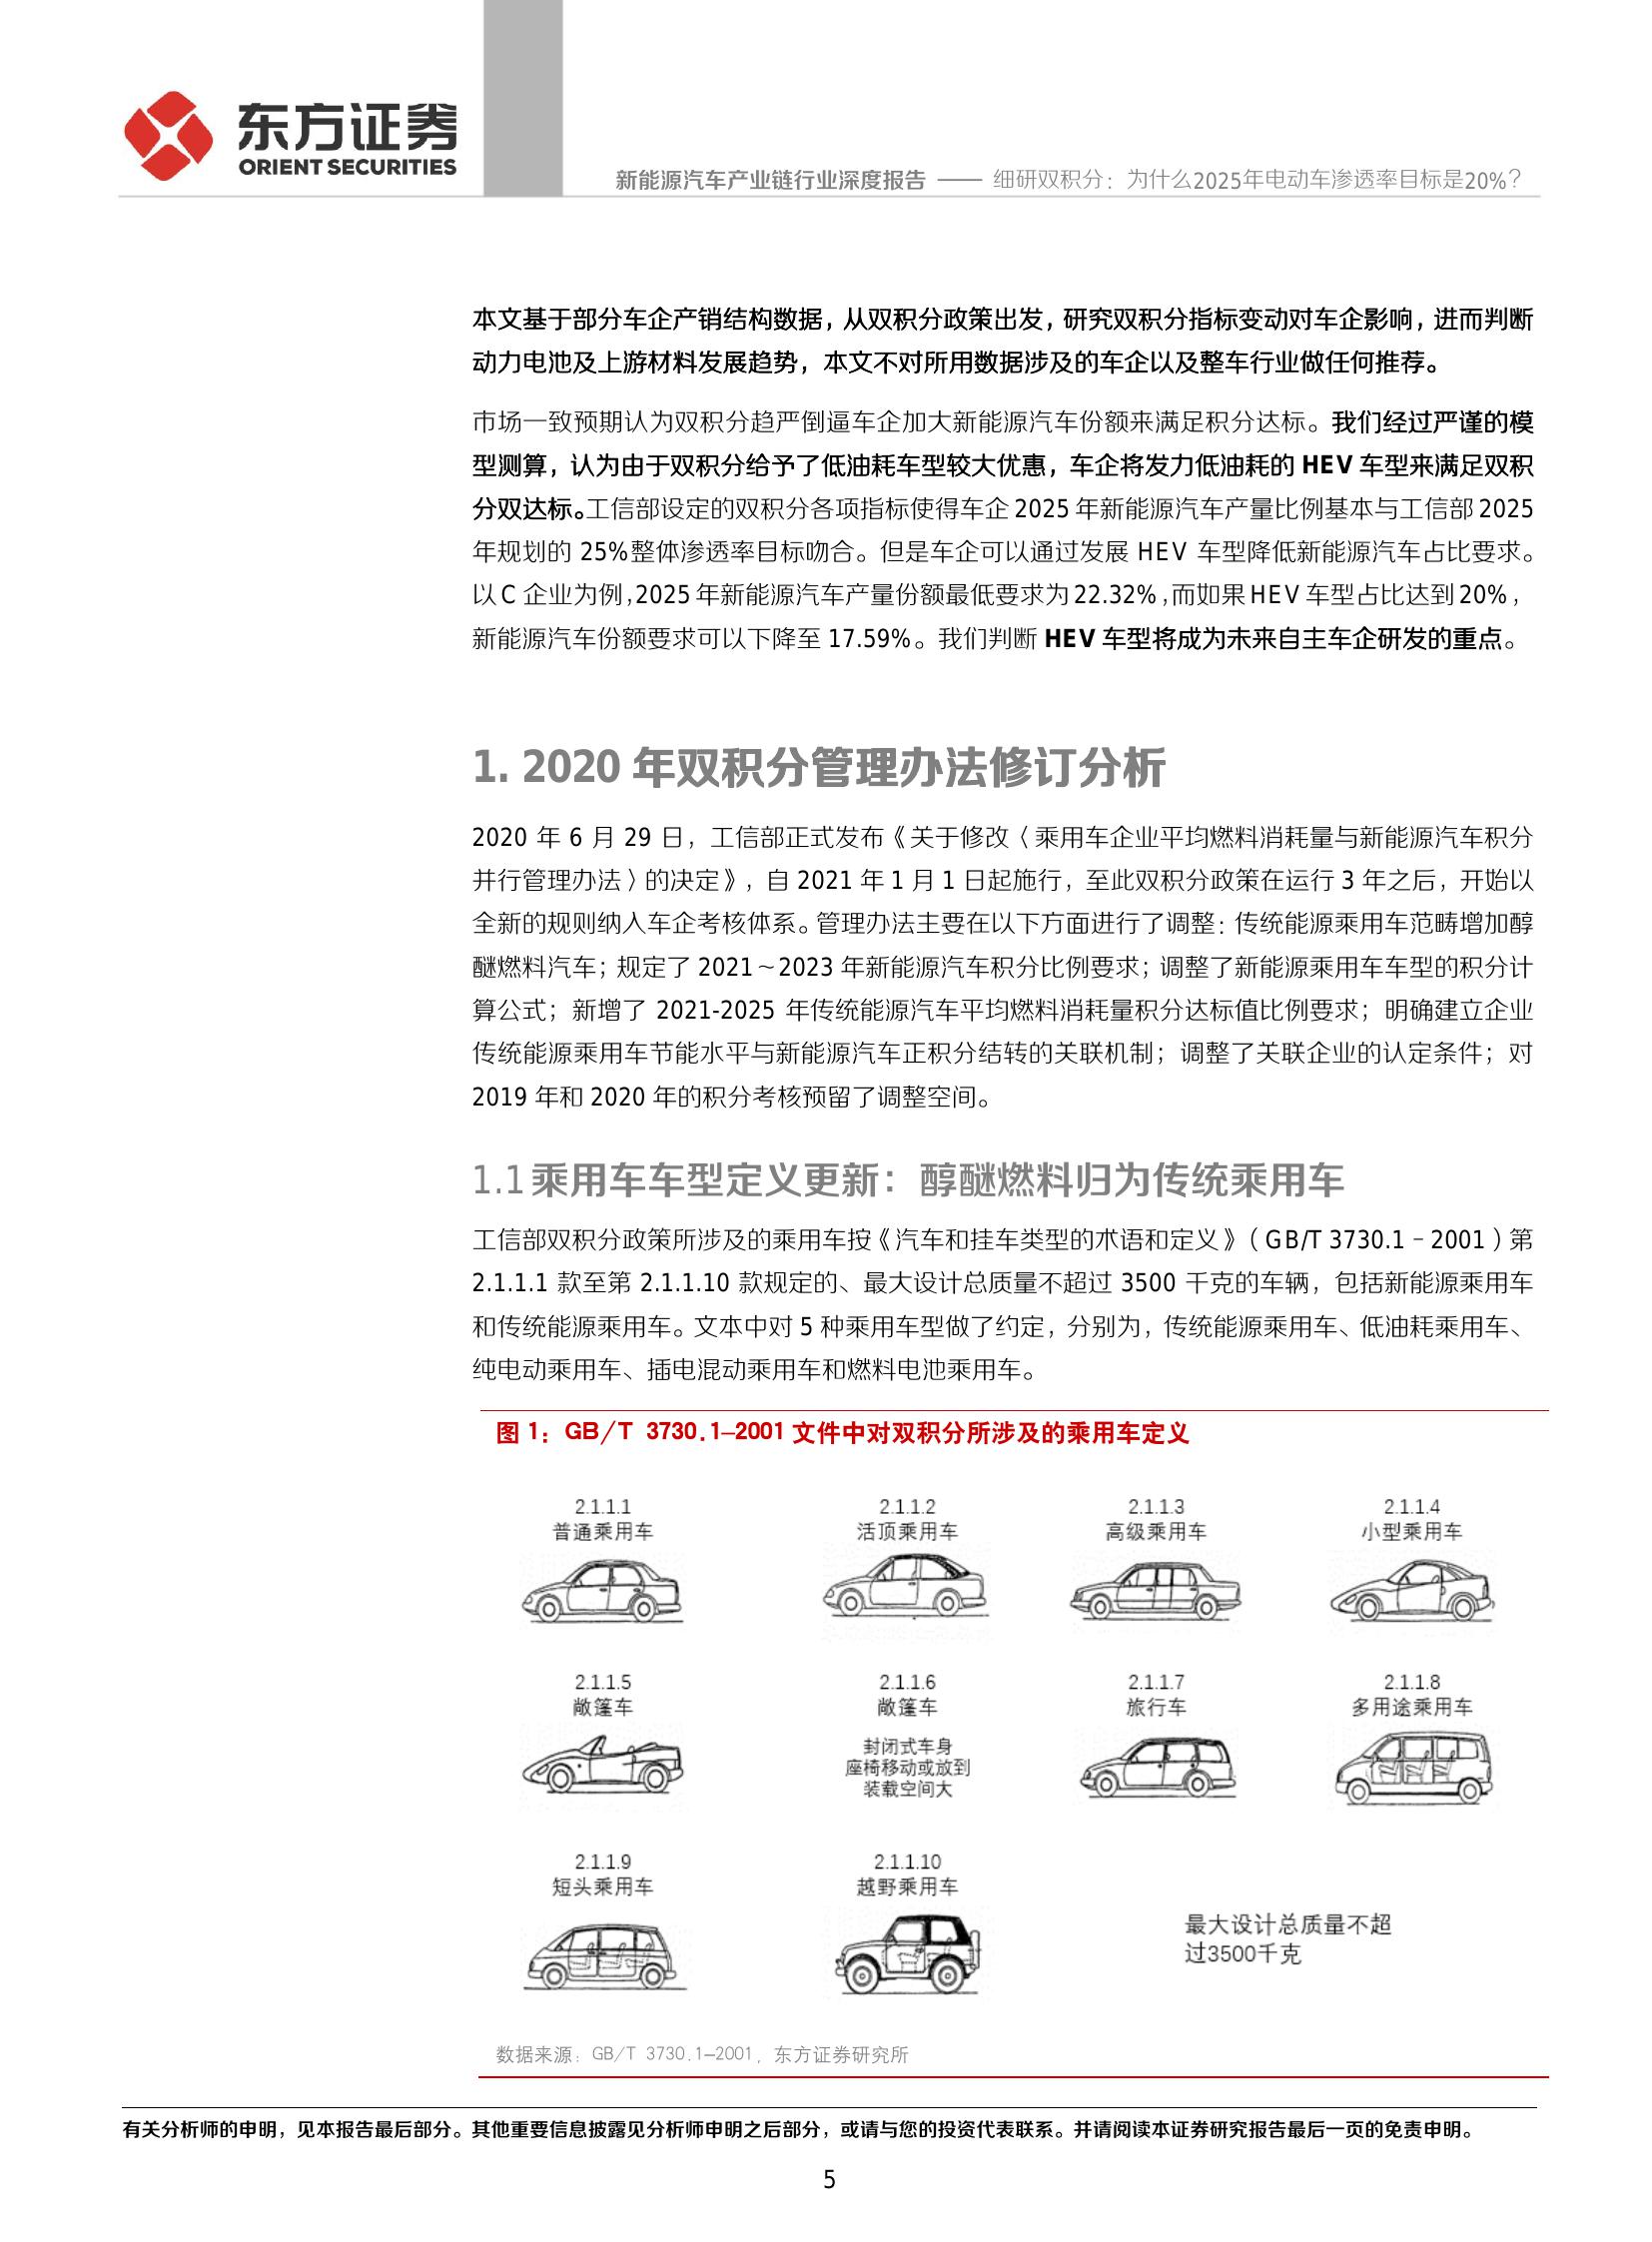 东方证券
ORIENT SECURITIES
新能源汽车产业链行业深度报告 —— 细研双积分：为什么2025年电动车渗透率目标是20%？
本文基于部分车企产销结构数据，从双积分政策出发，研究双积分指标变动对车企影响，进而判断
动力电池及上游材料发展趋势，本文不对所用数据涉及的车企以及整车行业做任何推荐。
市场一致预期认为双积分趋严倒逼车企加大新能源汽车份额来满足积分达标。我们经过严谨的模
型测算，认为由于双积分给予了低油耗车型较大优惠，车企将发力低油耗的 HEV 车型来满足双积
分双达标。工信部设定的双积分各项指标使得车企 2025 年新能源汽车产量比例基本与工信部 2025
年规划的 25%整体渗透率目标吻合。但是车企可以通过发展 HEV 车型降低新能源汽车占比要求。
以 C 企业为例，2025 年新能源汽车产量份额最低要求为 22.32%，而如果 HEV 车型占比达到 20%，
新能源汽车份额要求可以下降至 17.59%。我们判断 HEV 车型将成为未来自主车企研发的重点。
1. 2020 年双积分管理办法修订分析
2020 年 6 月 29 日，工信部正式发布《关于修改〈乘用车企业平均燃料消耗量与新能源汽车积分
并行管理办法〉的决定》，自 2021 年 1 月 1 日起施行，至此双积分政策在运行 3 年之后，开始以
全新的规则纳入车企考核体系。管理办法主要在以下方面进行了调整：传统能源乘用车范畴增加醇
醚燃料汽车；规定了 2021～2023 年新能源汽车积分比例要求；调整了新能源乘用车车型的积分计
算公式；新增了 2021-2025 年传统能源汽车平均燃料消耗量积分达标值比例要求；明确建立企业
传统能源乘用车节能水平与新能源汽车正积分结转的关联机制；调整了关联企业的认定条件；对
2019 年和 2020 年的积分考核预留了调整空间。
1.1 乘用车车型定义更新：醇醚燃料归为传统乘用车
工信部双积分政策所涉及的乘用车按《汽车和挂车类型的术语和定义》（GB/T 3730.1－2001）第
2.1.1.1 款至第 2.1.1.10 款规定的、最大设计总质量不超过 3500 千克的车辆，包括新能源乘用车
和传统能源乘用车。文本中对 5 种乘用车型做了约定，分别为，传统能源乘用车、低油耗乘用车、
纯电动乘用车、插电混动乘用车和燃料电池乘用车。
图 1：GB/T 3730.1—2001 文件中对双积分所涉及的乘用车定义
2.1.1.1 2.1.1.2 2.1.1.3 2.1.1.4
普通乘用车 活顶乘用车 高级乘用车 小型乘用车
2.1.1.5 2.1.1.6 2.1.1.7 2.1.1.8
敞篷车 敞篷车 旅行车 多用途乘用车
封闭式车身
座椅移动或放到
装载空间大
2.1.1.9 2.1.1.10
短头乘用车 越野乘用车
最大设计总质量不超
过3500千克
数据来源：GB/T 3730.1—2001，东方证券研究所
有关分析师的申明，见本报告最后部分。其他重要信息披露见分析师申明之后部分，或请与您的投资代表联系。并请阅读本证券研究报告最后一页的免责申明。
5